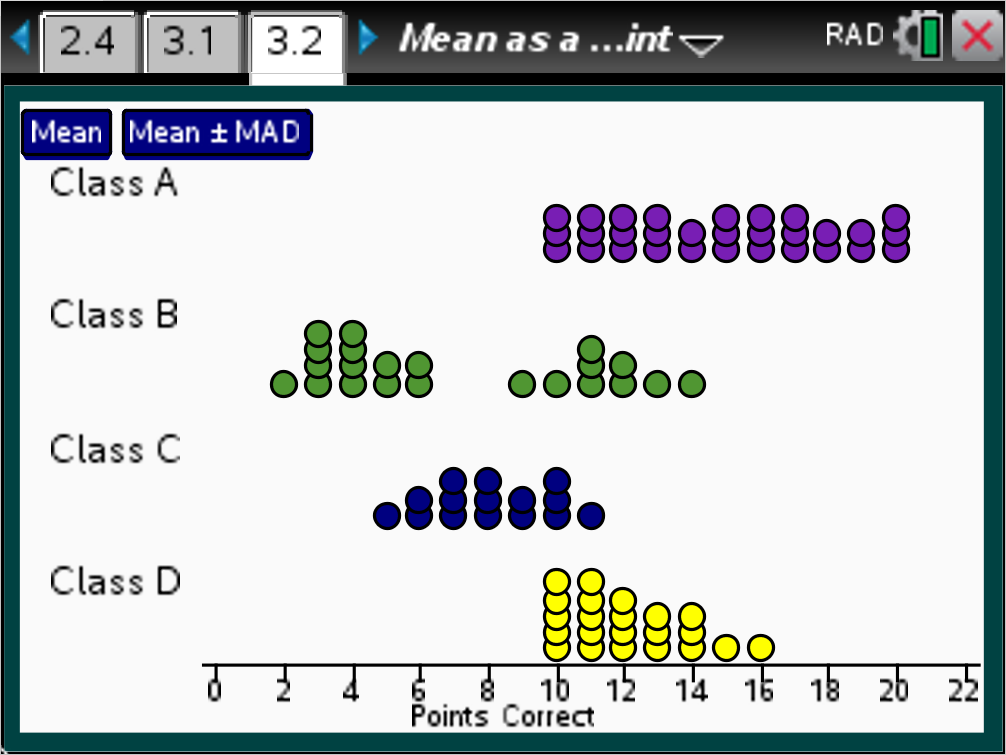 2.4 3.1 3.2 Mean as a ...int RAD
Mean Mean ± MAD
Class A
Class B
Class C
Class D
0 2 4 6 8 10 12 14 16 18 20 22
Points Correct